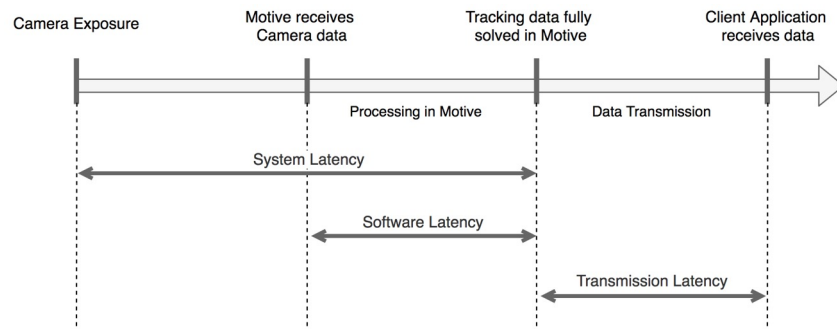 Camera Exposure
Motive receives
Camera data
Tracking data fully
solved in Motive
Client Application
receives data
Processing in Motive
Data Transmission
System Latency
Software Latency
Transmission Latency